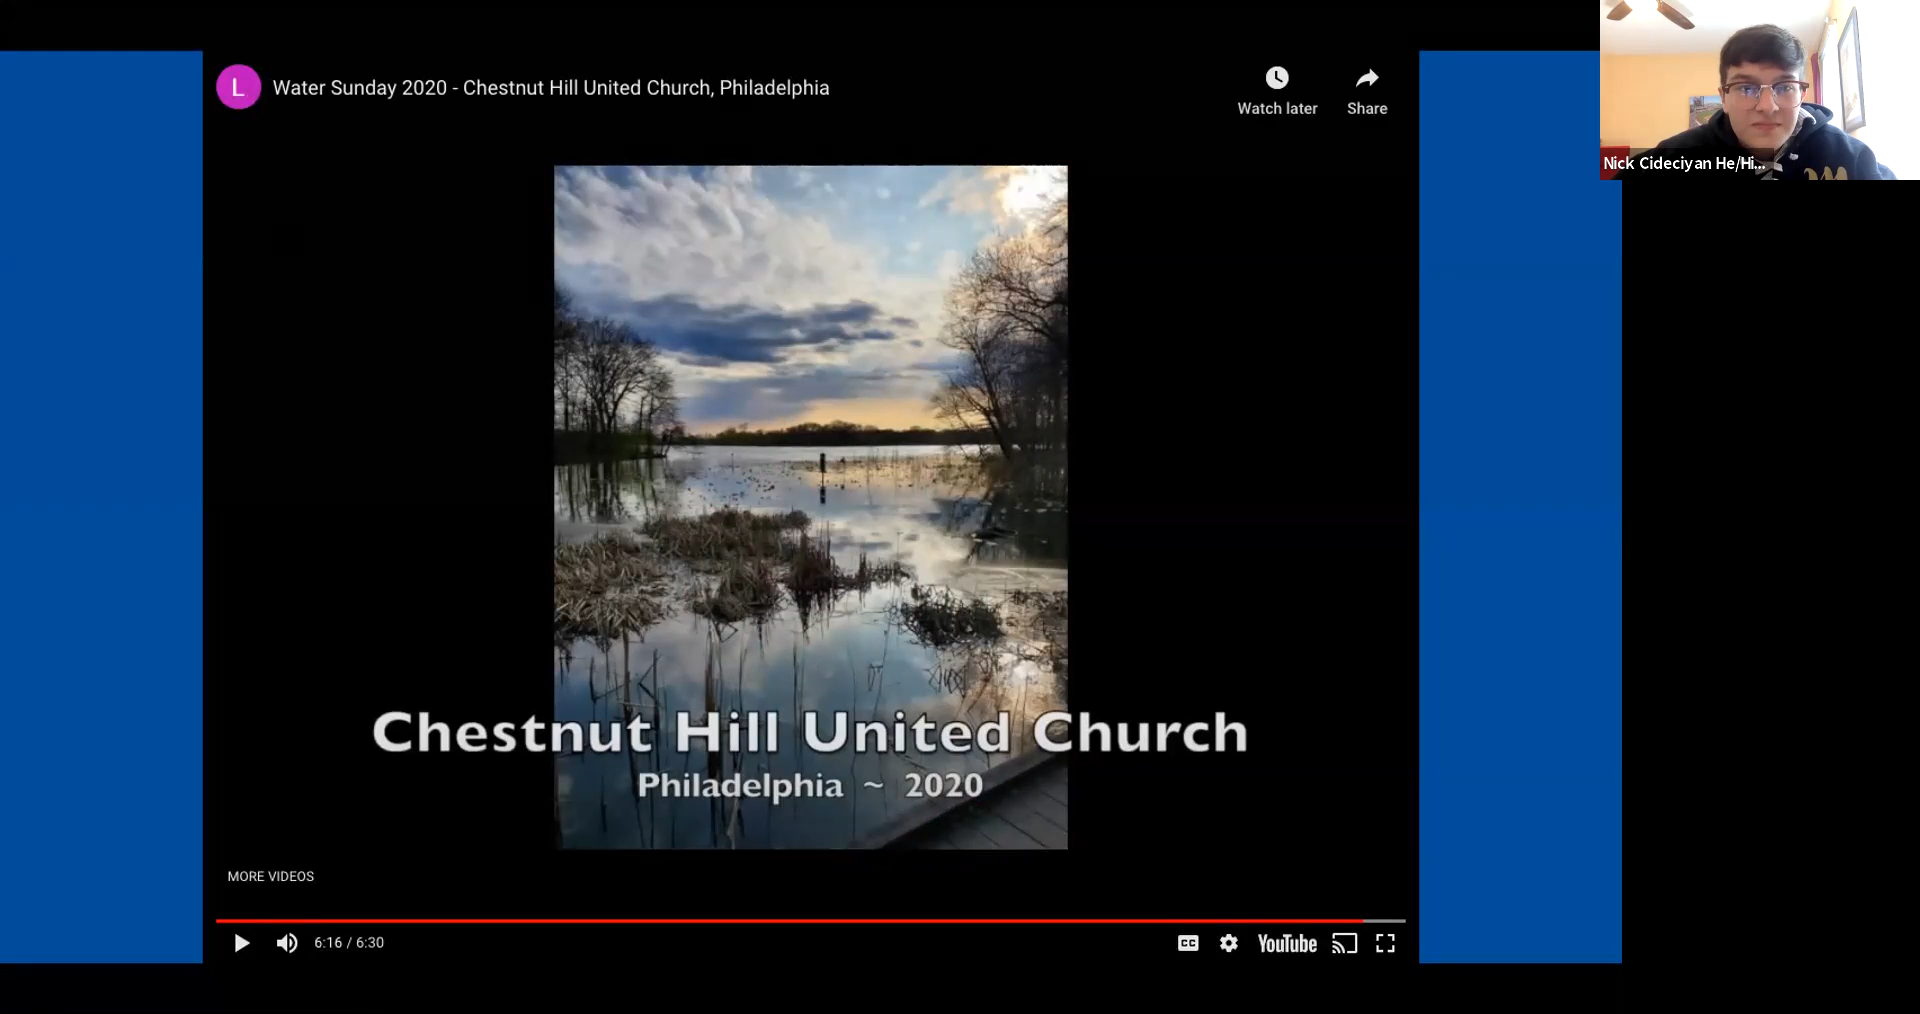 L
Water Sunday 2020 - Chestnut Hill United Church, Philadelphia
Watch later
Share
Nick Cideciyan He/Hi...
Chestnut Hill United Church
Philadelphia ~ 2020
MORE VIDEOS
6:16 / 6:30
CC
YouTube